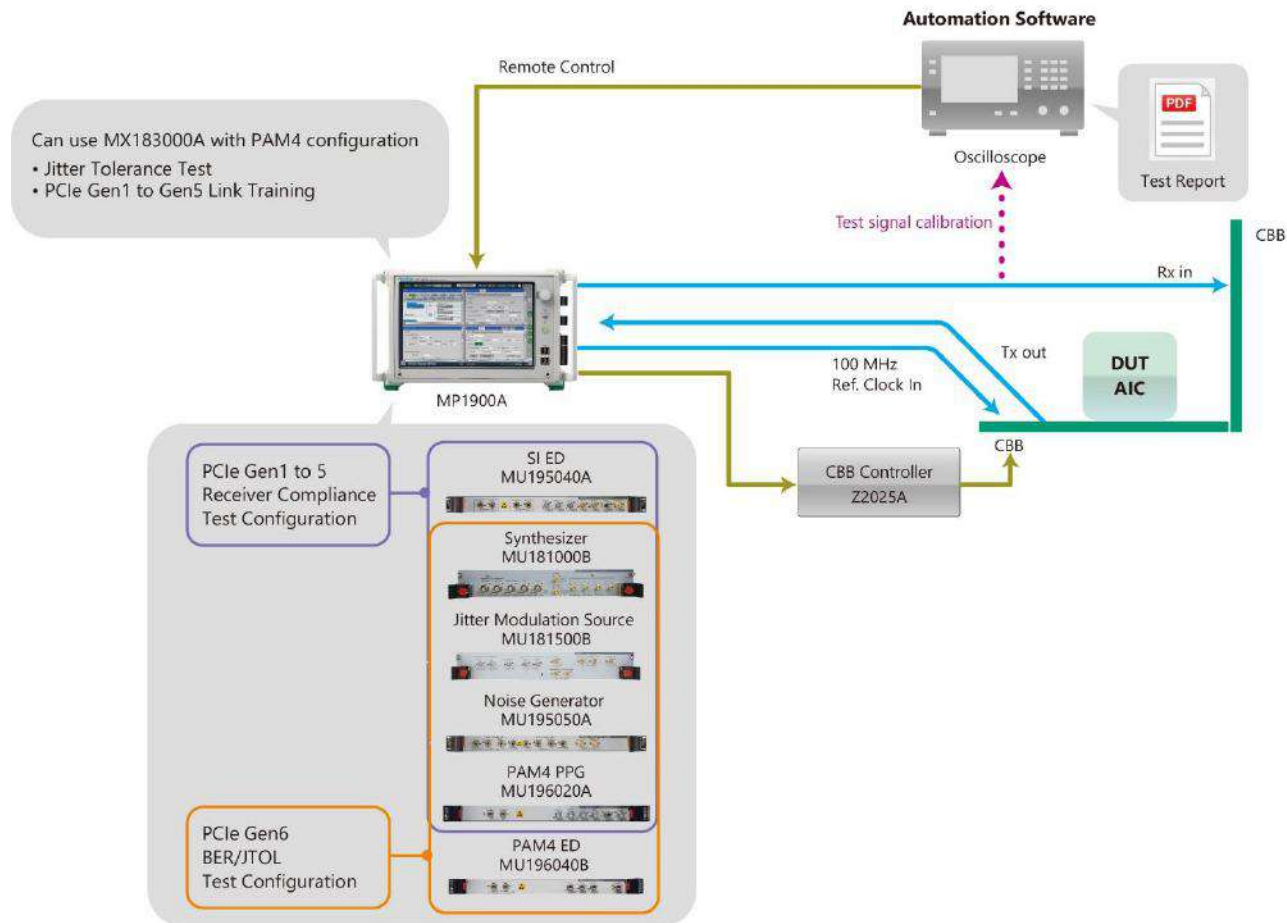 Automation Software
Remote Control
PDF
Can use MX183000A with PAM4 configuration
• Jitter Tolerance Test
• PCIe Gen1 to Gen5 Link Training
Oscilloscope
Test Report
Test signal calibration
CBB
Rx in
Tx out
100 MHz
Ref. Clock In
DUT
AIC
MP1900A
CBB
CBB Controller
Z2025A
PCIe Gen1 to 5
Receiver Compliance
Test Configuration
SI ED
MU195040A
Synthesizer
MU181000B
Jitter Modulation Source
MU181500B
Noise Generator
MU195050A
PAM4 PPG
MU196020A
PCIe Gen6
BER/JTOL
Test Configuration
PAM4 ED
MU196040B